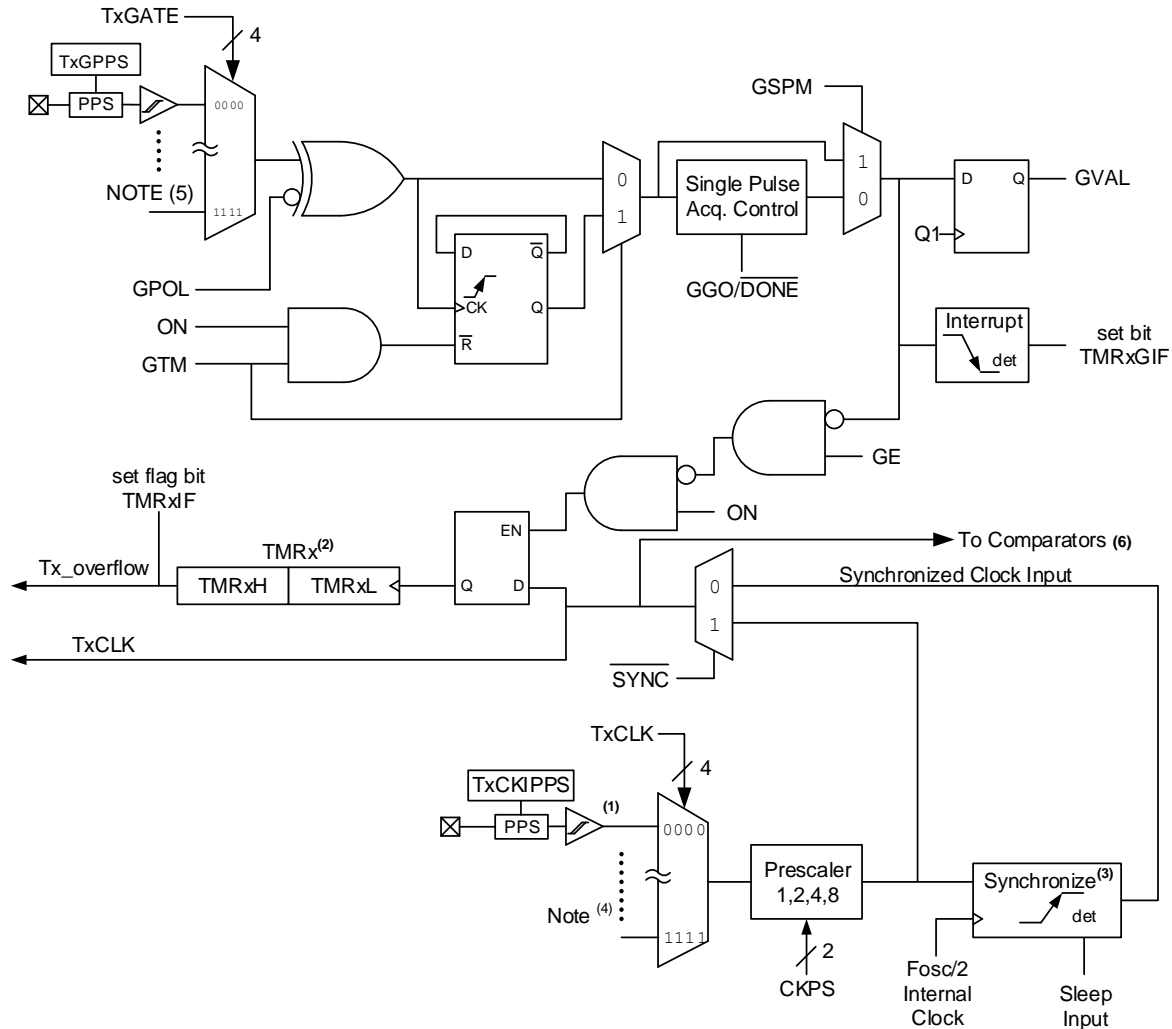 TxGATE
4
TxGPPS
PPS
0000
NOTE (5)
1111
GPOL
ON
GTM
D
Q
CK
Q
R
0
1
Single Pulse
Acq. Control
GGO/DONE
GSPM
1
0
D
Q
Q1
GVAL
Interrupt
det
set bit
TMRxGIF
GE
ON
set flag bit
TMRxIF
Tx_overflow
TMRx(2)
TMRxH
TMRxL
EN
Q
D
To Comparators (6)
Synchronized Clock Input
0
1
SYNC
TxCLK
TxCLK
4
TxCKIPPS
PPS
(1)
0000
Note (4)
1111
Prescaler
1,2,4,8
2
CKPS
Synchronize(3)
det
Fosc/2
Internal
Clock
Sleep
Input